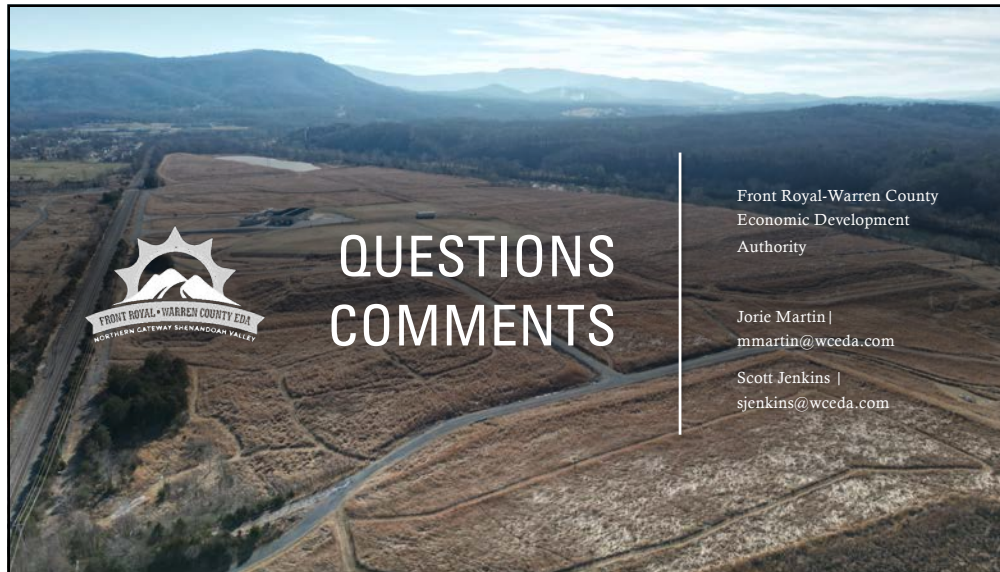 FRONT ROYAL • WARREN COUNTY EDA
NORTHERN GATEWAY SHENANDOAH VALLEY
QUESTIONS
COMMENTS
Front Royal-Warren County
Economic Development
Authority
Jorie Martin|
mmartin@wceda.com
Scott Jenkins |
sjenkins@wceda.com